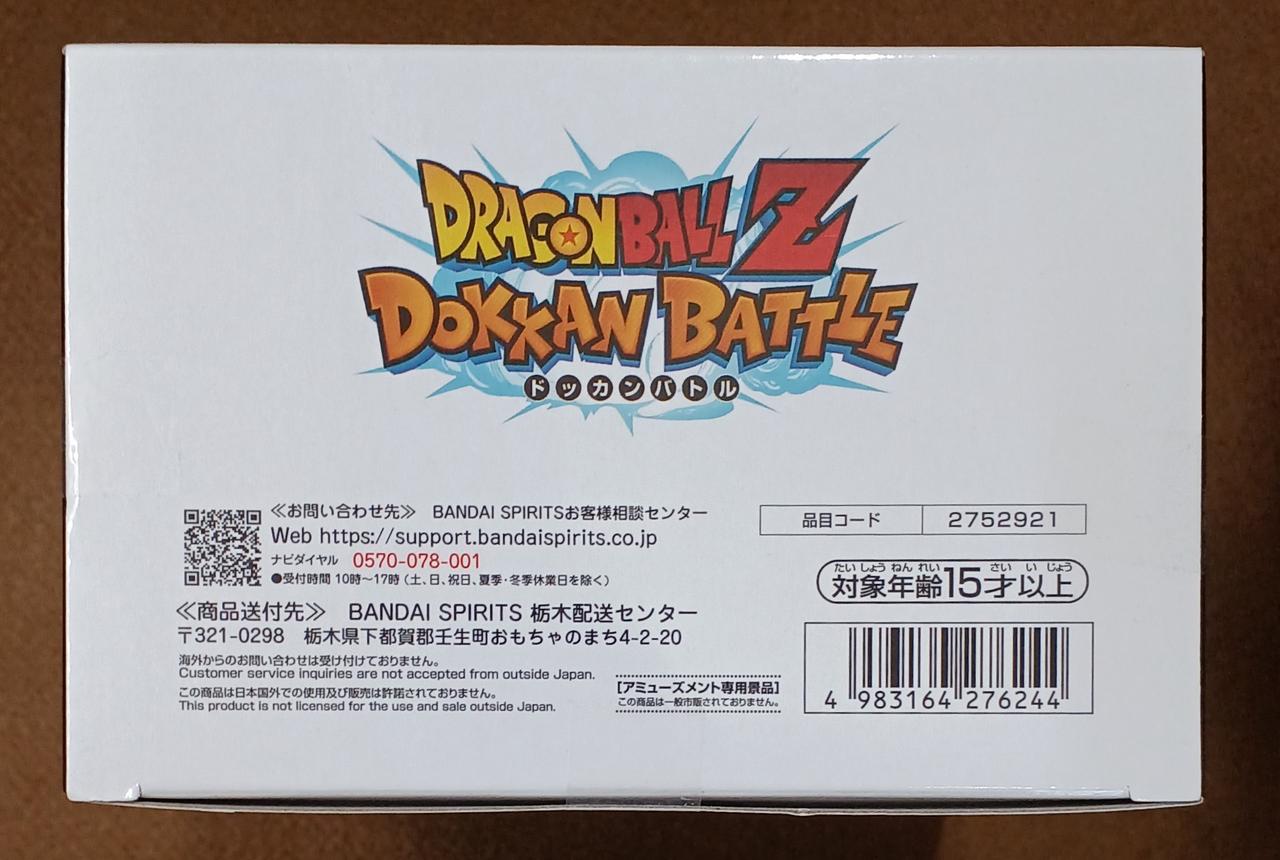 DRAGONBALL Z
DOKKAN BATTLE
ドッカンバトル
≪お問い合わせ先≫ BANDAI SPIRITSお客様相談センター
Web https://support.bandaispirits.co.jp
ナビダイヤル 0570-078-001
●受付時間 10時～17時（土、日、祝日、夏季・冬季休業日を除く）
≪商品送付先≫ BANDAI SPIRITS 栃木配送センター
〒321-0298 栃木県下都賀郡壬生町おもちゃのまち4-2-20
海外からのお問い合わせは受け付けておりません。
Customer service inquiries are not accepted from outside Japan.
この商品は日本国外での使用及び販売は許諾されておりません。
This product is not licensed for the use and sale outside Japan.
［アミューズメント専用景品］
この商品は一般市販されておりません。
品目コード 2752921
たい しょう ねん れい さい い じょう
対象年齢15才以上
4 983164 276244